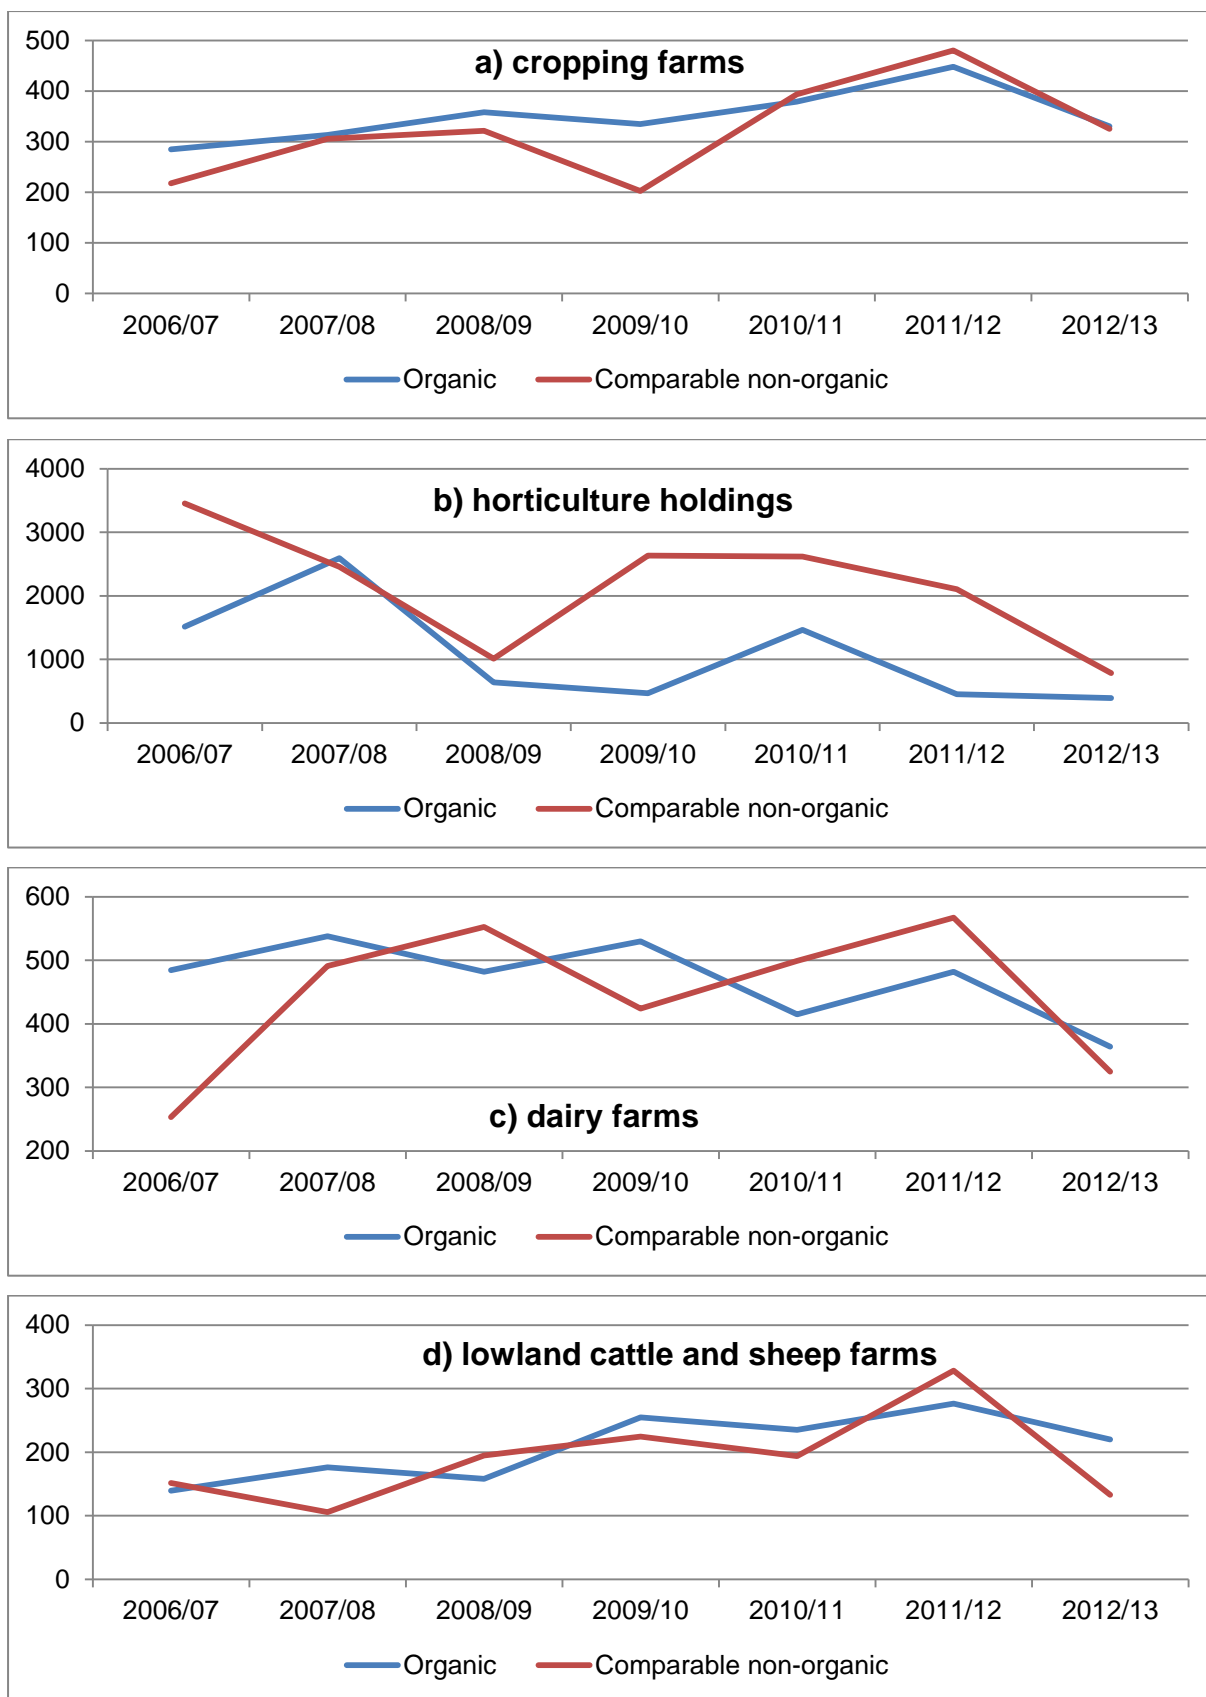 a) cropping farms
500
400
300
200
100
0
2006/07 2007/08 2008/09 2009/10 2010/11 2011/12 2012/13
Organic Comparable non-organic
b) horticulture holdings
4000
3000
2000
1000
0
2006/07 2007/08 2008/09 2009/10 2010/11 2011/12 2012/13
Organic Comparable non-organic
600
500
400
300
200
c) dairy farms
2006/07 2007/08 2008/09 2009/10 2010/11 2011/12 2012/13
Organic Comparable non-organic
d) lowland cattle and sheep farms
400
300
200
100
0
2006/07 2007/08 2008/09 2009/10 2010/11 2011/12 2012/13
Organic Comparable non-organic